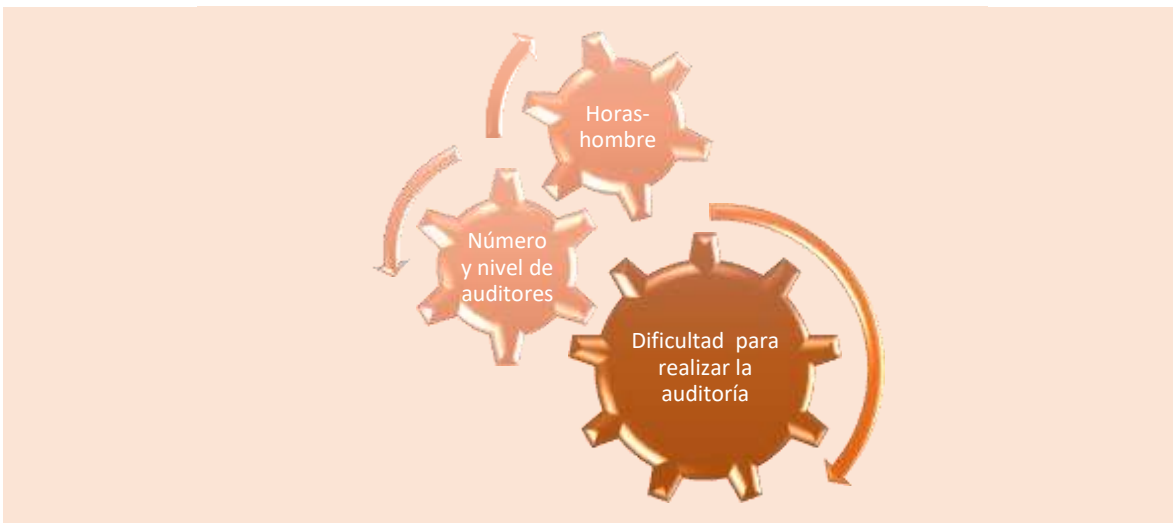 Horas-
hombre
Número
y nivel de
auditores
Dificultad para
realizar la
auditoría